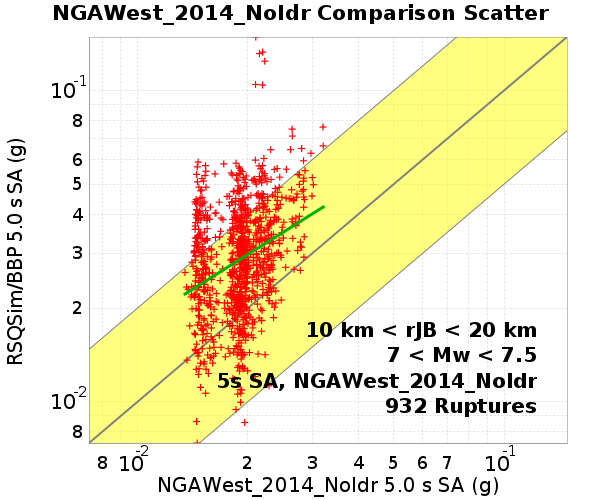 NGAWest_2014_NoIdr Comparison Scatter
RSQSim/BBP 5.0 s SA (g)
10-1
8
6
5
4
3
2
10-2
8
10 km < rJB < 20 km
7 < Mw < 7.5
5s SA, NGAWest_2014_NoIdr
932 Ruptures
8 10-2 2 3 4 5 6 7 8 10-1
NGAWest_2014_NoIdr 5.0 s SA (g)